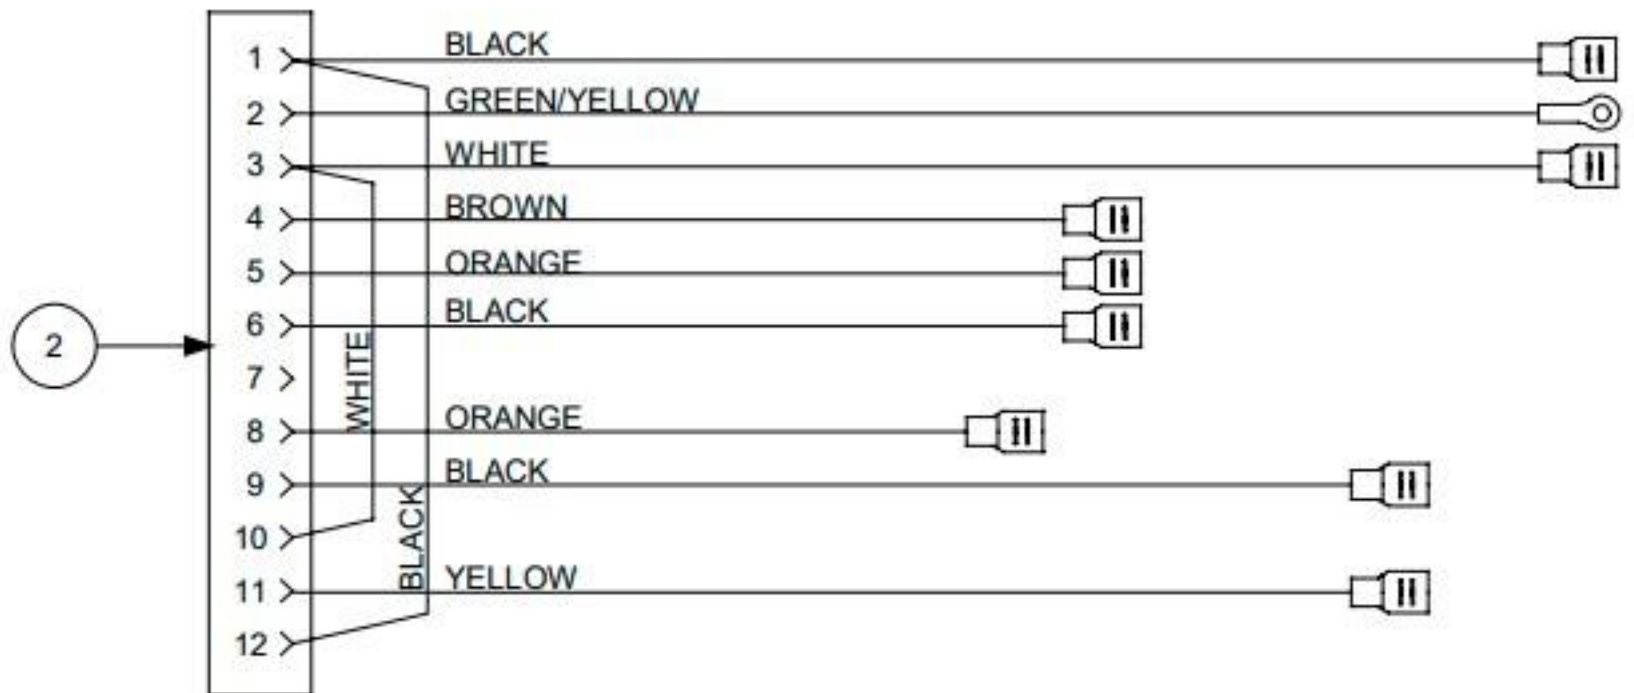 1 BLACK
2 GREEN/YELLOW
3 WHITE
4 BROWN
5 ORANGE
6 BLACK
2
7
WHITE
8 ORANGE
9 BLACK
10
BLACK
11 YELLOW
12